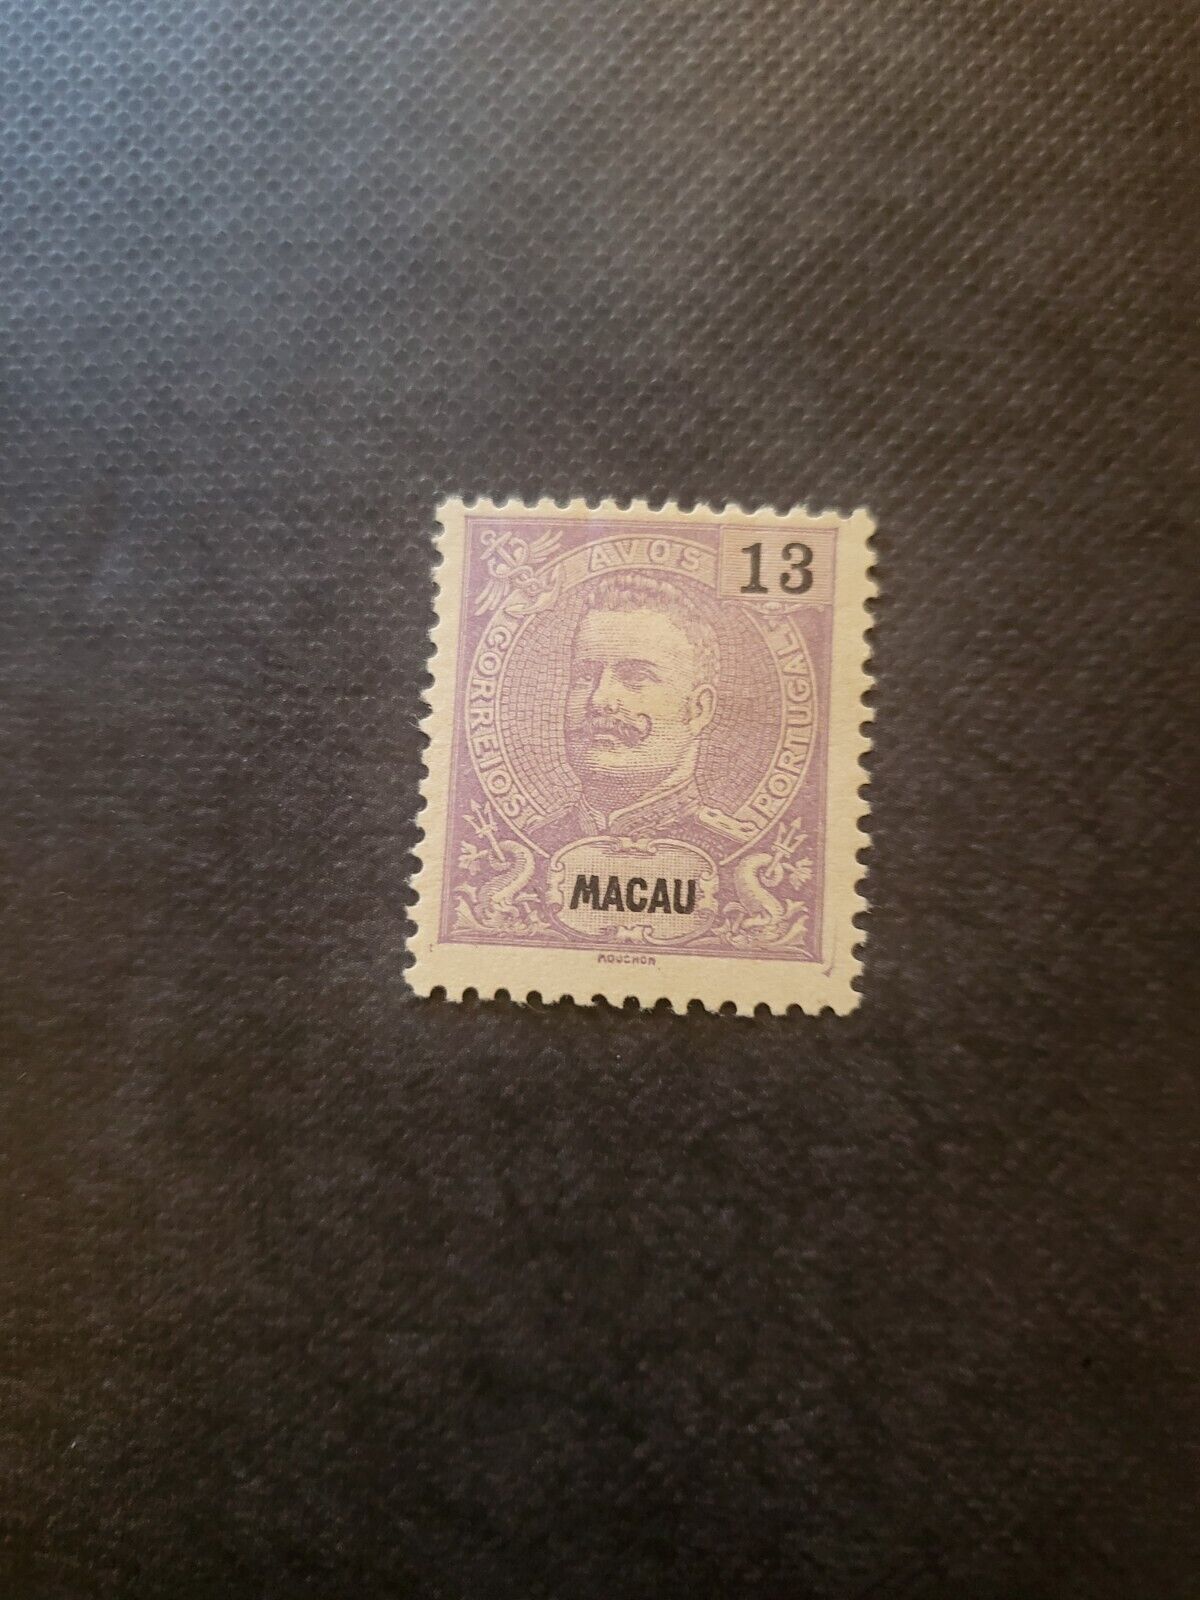 AVOS
13
CORREIOS
PORTUGAL
MACAU
MOUCHON